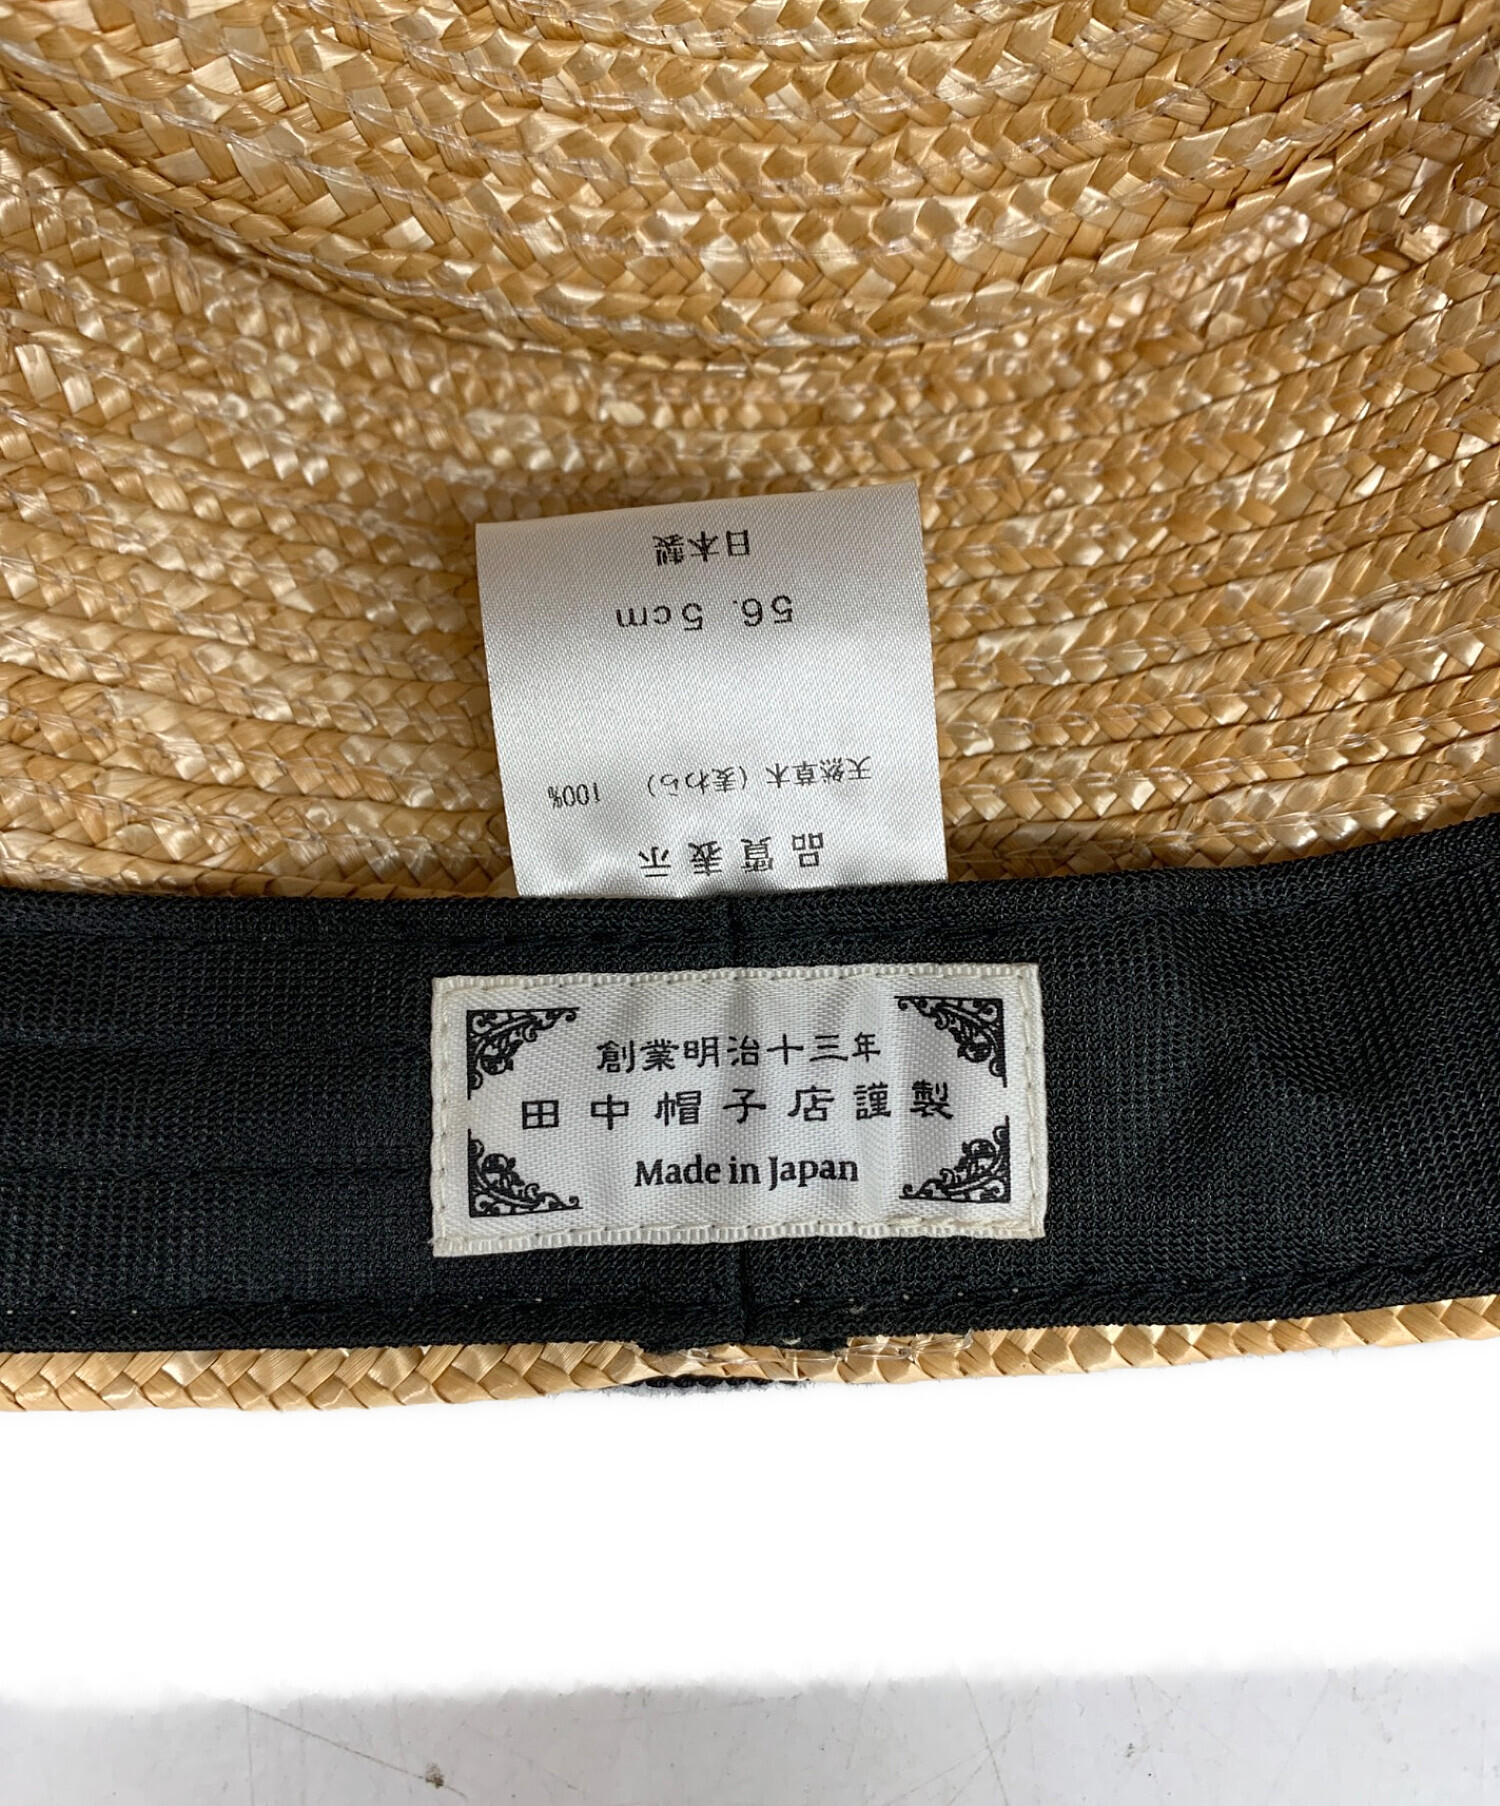 品質表示
天然草木（麦わら） 100%
56.5cm
日本製
創業明治十三年
田中帽子店謹製
Made in Japan